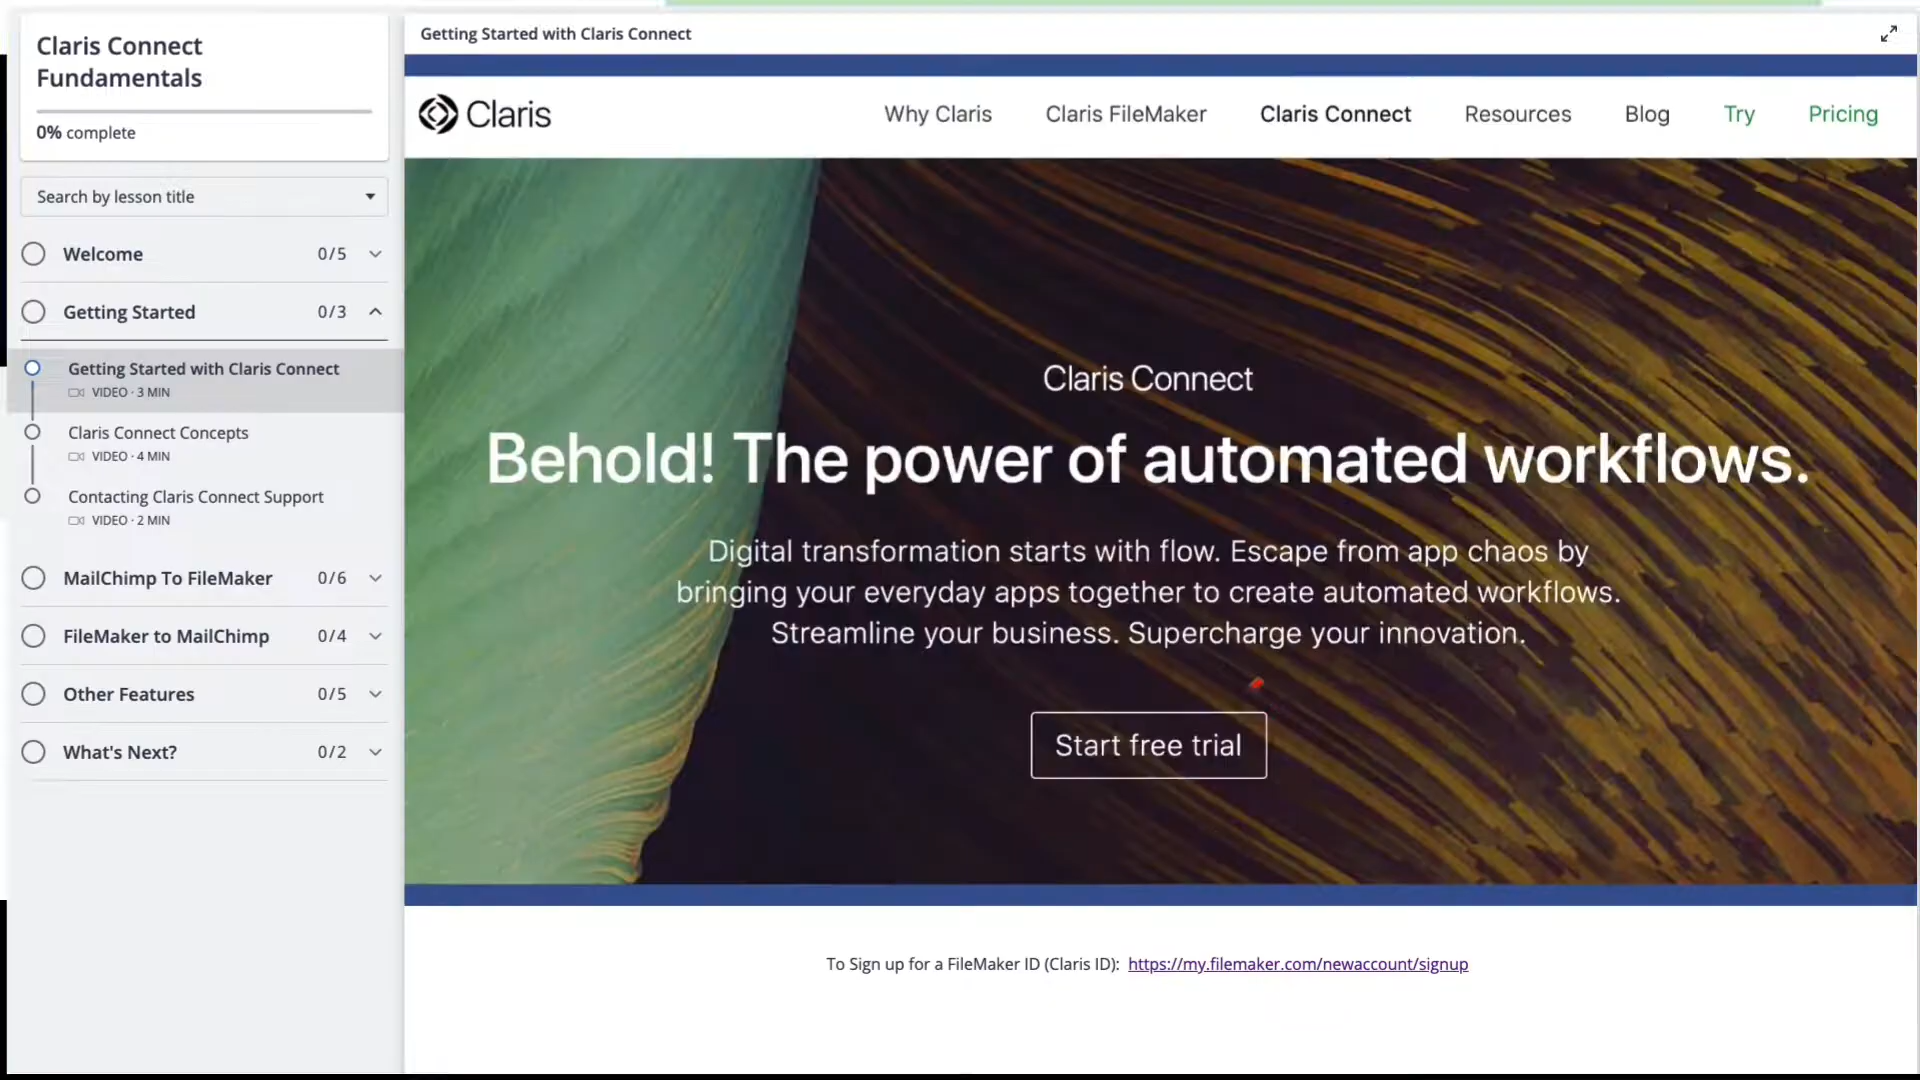 Claris Connect
Fundamentals
0% complete
Search by lesson title
Welcome 0/5
Getting Started 0/3
Getting Started with Claris Connect
VIDEO · 3 MIN
Claris Connect Concepts
VIDEO · 4 MIN
Contacting Claris Connect Support
VIDEO · 2 MIN
MailChimp To FileMaker 0/6
FileMaker to MailChimp 0/4
Other Features 0/5
What's Next? 0/2
Getting Started with Claris Connect
Claris Why Claris Claris FileMaker Claris Connect Resources Blog Try Pricing
Claris Connect
Behold! The power of automated workflows.
Digital transformation starts with flow. Escape from app chaos by
bringing your everyday apps together to create automated workflows.
Streamline your business. Supercharge your innovation.
Start free trial
To Sign up for a FileMaker ID (Claris ID): https://my.filemaker.com/newaccount/signup